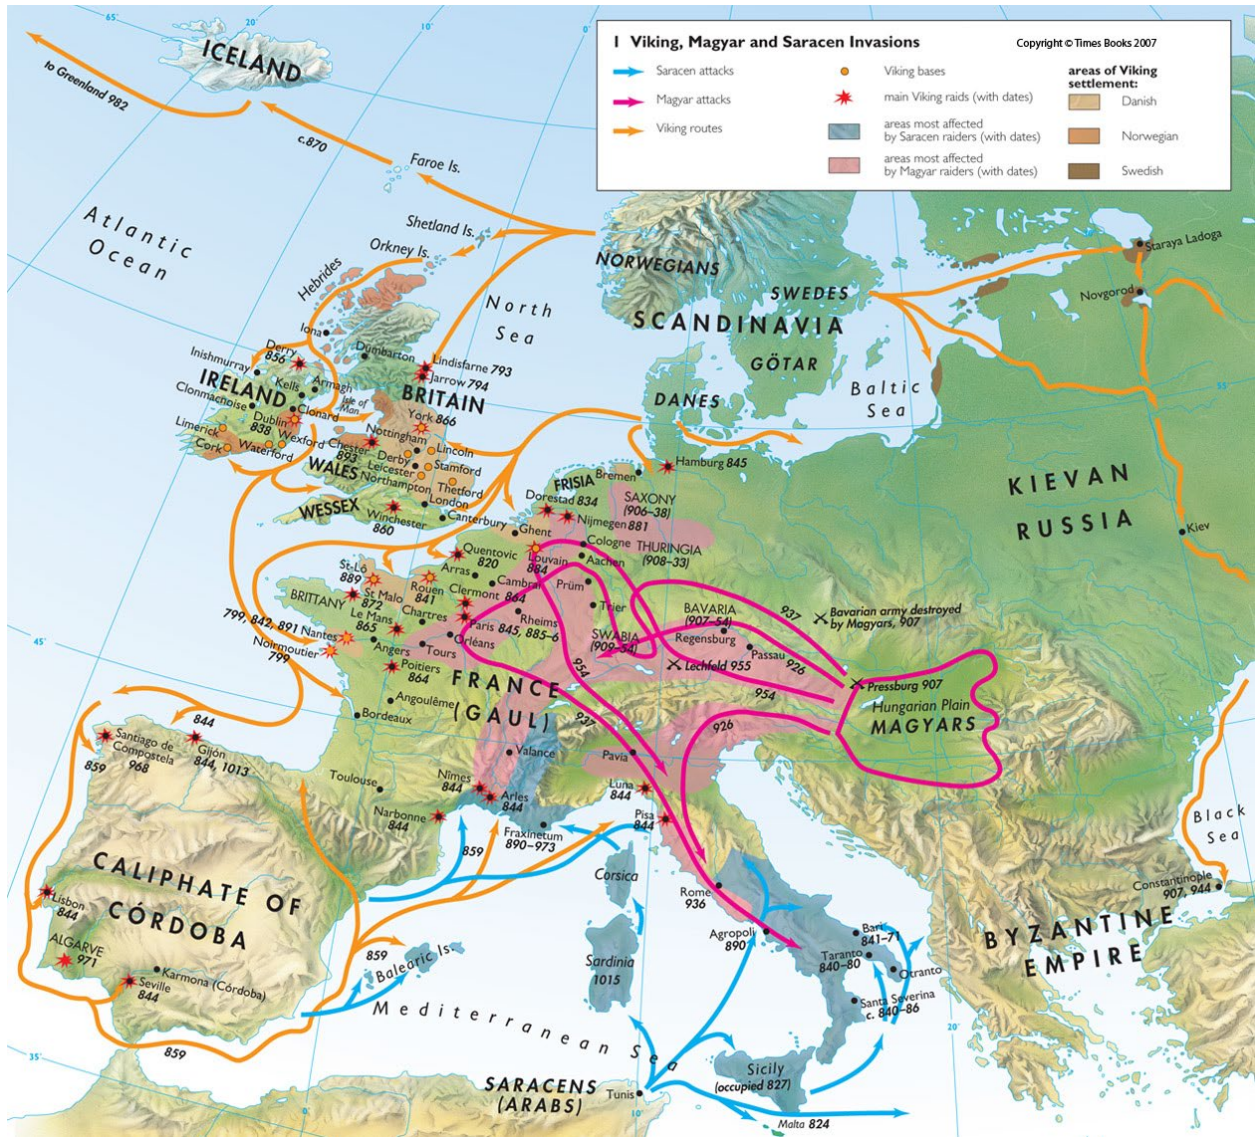 1 Viking, Magyar and Saracen Invasions
Copyright © Times Books 2007
Saracen attacks
Magyar attacks
Viking routes
Viking bases
main Viking raids (with dates)
areas most affected
by Saracen raiders (with dates)
areas most affected
by Magyar raiders (with dates)
areas of Viking
settlement:
Danish
Norwegian
Swedish
65°
20°
10°
0°
ICELAND
to Greenland 982
c.870
Faroe Is.
Shetland Is.
Orkney Is.
Hebrides
Atlantic
Ocean
North
Sea
NORWEGIANS
SWEDES
SCANDINAVIA
GÖTAR
Baltic
Sea
DANES
Staraya Ladoga
Novgorod
55
KIEVAN
RUSSIA
Kiev
Iona
Dumbarton
Lindisfarne 793
Jarrow 794
Derry
856
Inishmurray
IRELAND
Kells
Armagh
Clonmacnoise
Clonard
Isle of
Man
BRITAIN
York 866
Dublin
838
Limerick
Wexford
Cork
Waterford
Chester
893
Nottingham
Lincoln
Derby
Stamford
Leicester
Northampton
Thetford
WALES
London
WESSEX
Winchester
860
Canterbury
FRISIA
Bremen
Hamburg 845
SAXONY
(906–38)
Dorestad 834
Nijmegen 881
Ghent
Cologne
THURINGIA
(908–33)
Aachen
Louvain
884
Quentovic
820
Arras
Cambrai
Prüm
St-Lô
889
Rouen
841
Clermont
864
Trier
BRITTANY
St Malo
872
Chartres
Rheims
Le Mans
865
Paris 845, 885–6
Orléans
799, 842, 891 Nantes
Angers
Tours
Noirmoutier
799
Poitiers
864
BAVARIA
(907–54)
Regensburg
Passau
SWABIA
(909–54)
Lechfeld 955
937
Bavarian army destroyed
by Magyars, 907
926
954
Pressburg 907
Hungarian Plain
MAGYARS
954
937
926
FRANCE
(GAUL)
45°
Angoulême
Bordeaux
Valance
Pavia
844
Santiago de
Compostela
968
Gijón
844, 1013
859
Toulouse
Nîmes
844
Arles
844
Luna
844
Narbonne
844
Pisa
844
Fraxinetum
890–973
859
Black
Sea
CALIPHATE OF
CÓRDOBA
Corsica
Lisbon
844
Rome
936
Constantinople
907, 944
ALGARVE
971
Karmona (Córdoba)
Seville
844
859
Balearic Is.
Sardinia
1015
Agropoli
890
Bari
841–71
Taranto
840–80
Otranto
BYZANTINE
EMPIRE
Santa Severina
c. 840–86
Mediterranean Sea
20°
35°
859
0°
SARACENS
(ARABS)
Tunis
10°
Sicily
(occupied 827)
Malta 824